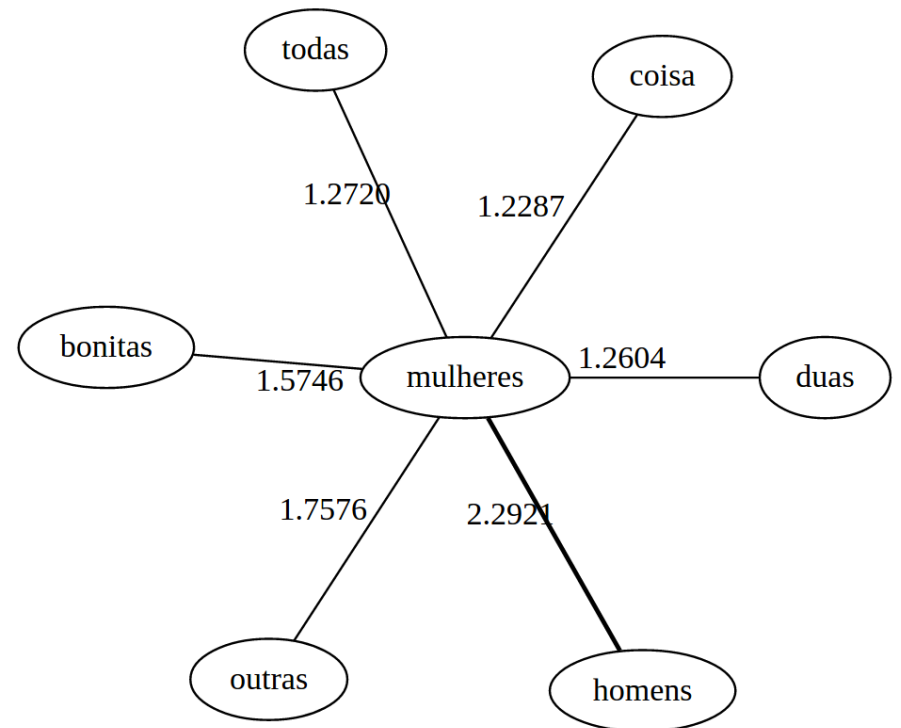 todas
coisa
1.2720
1.2287
bonitas
1.5746
mulheres
1.2604
duas
1.7576
2.2921
outras
homens